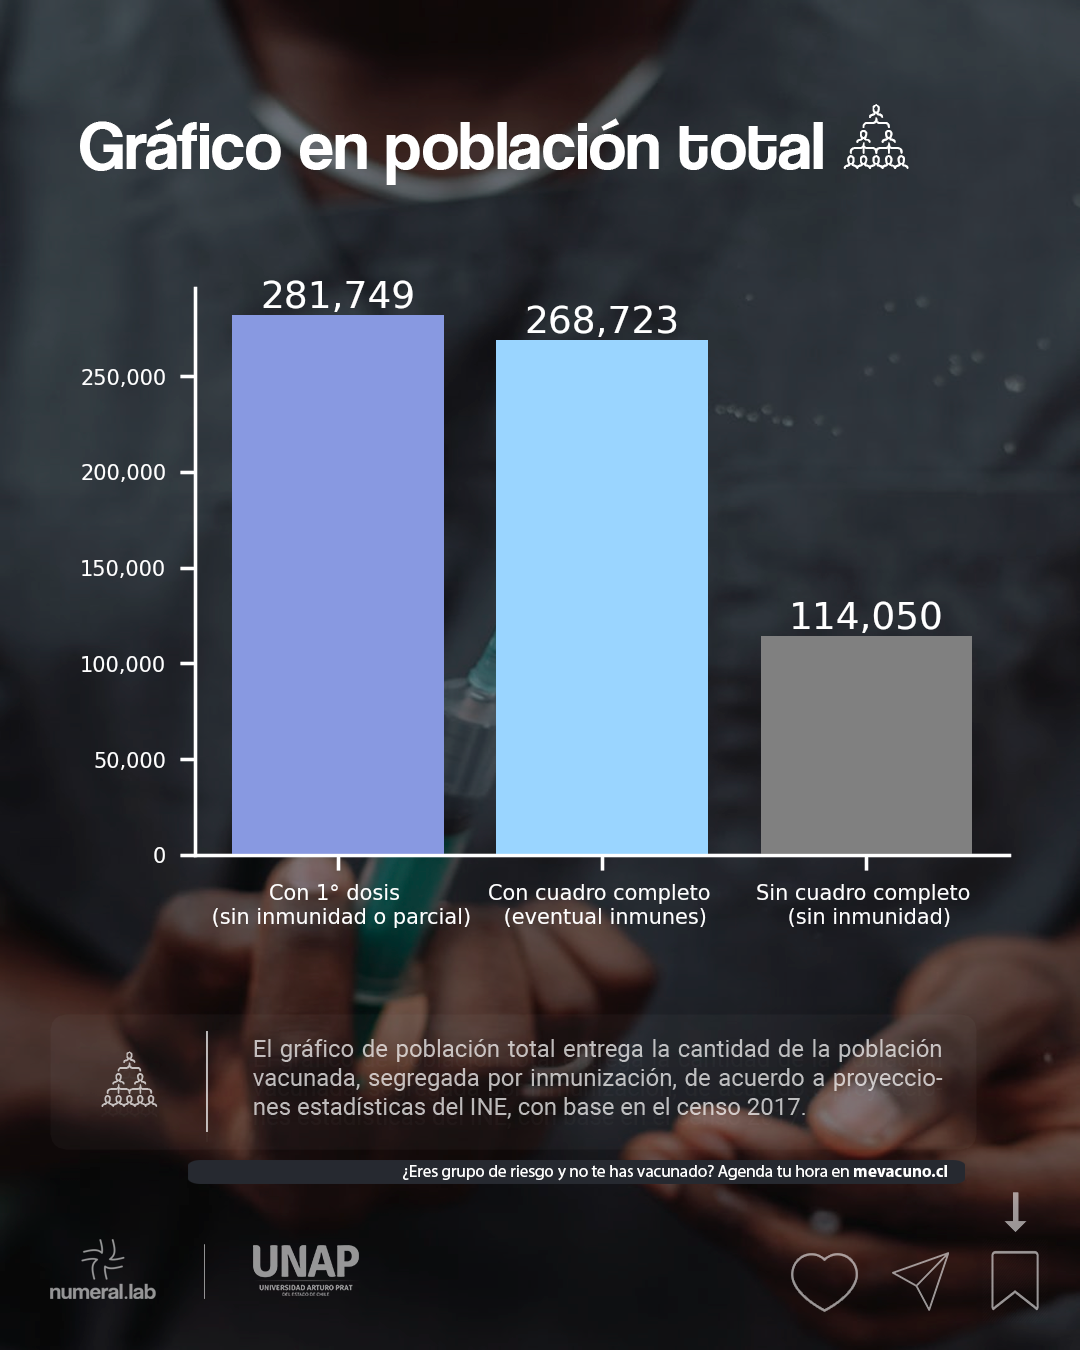 Gráfico en población total
281,749
268,723
114,050
250,000
200,000
150,000
100,000
50,000
0
Con 1° dosis
(sin inmunidad o parcial)
Con cuadro completo
(eventual inmunes)
Sin cuadro completo
(sin inmunidad)
El gráfico de población total entrega la cantidad de la población
vacunada, segregada por inmunización, de acuerdo a proyeccio-
nes estadísticas del INE, con base en el censo 2017.
¿Eres grupo de riesgo y no te has vacunado? Agenda tu hora en mevacuno.cl
numeral.lab
UNAP
UNIVERSIDAD ARTURO PRAT
DEL ESTADO DE CHILE